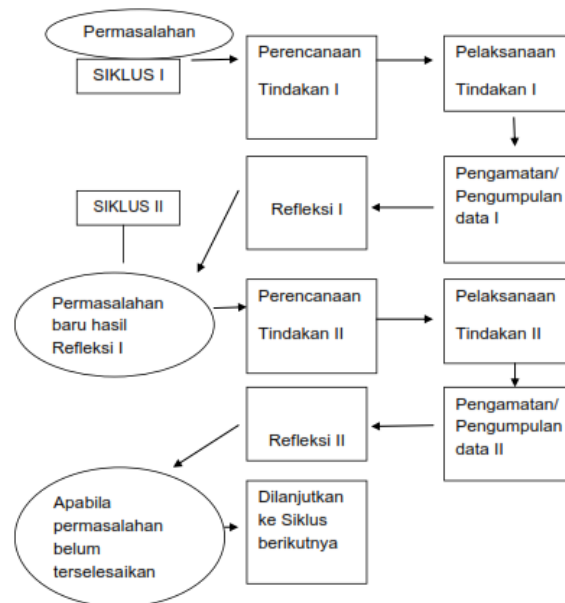 Permasalahan
SIKLUS I
Perencanaan
Tindakan I
Pelaksanaan
Tindakan I
Pengamatan/
Pengumpulan
data I
Refleksi I
SIKLUS II
Permasalahan
baru hasil
Refleksi I
Perencanaan
Tindakan II
Pelaksanaan
Tindakan II
Pengamatan/
Pengumpulan
data II
Refleksi II
Apabila
permasalahan
belum
terselesaikan
Dilanjutkan
ke Siklus
berikutnya